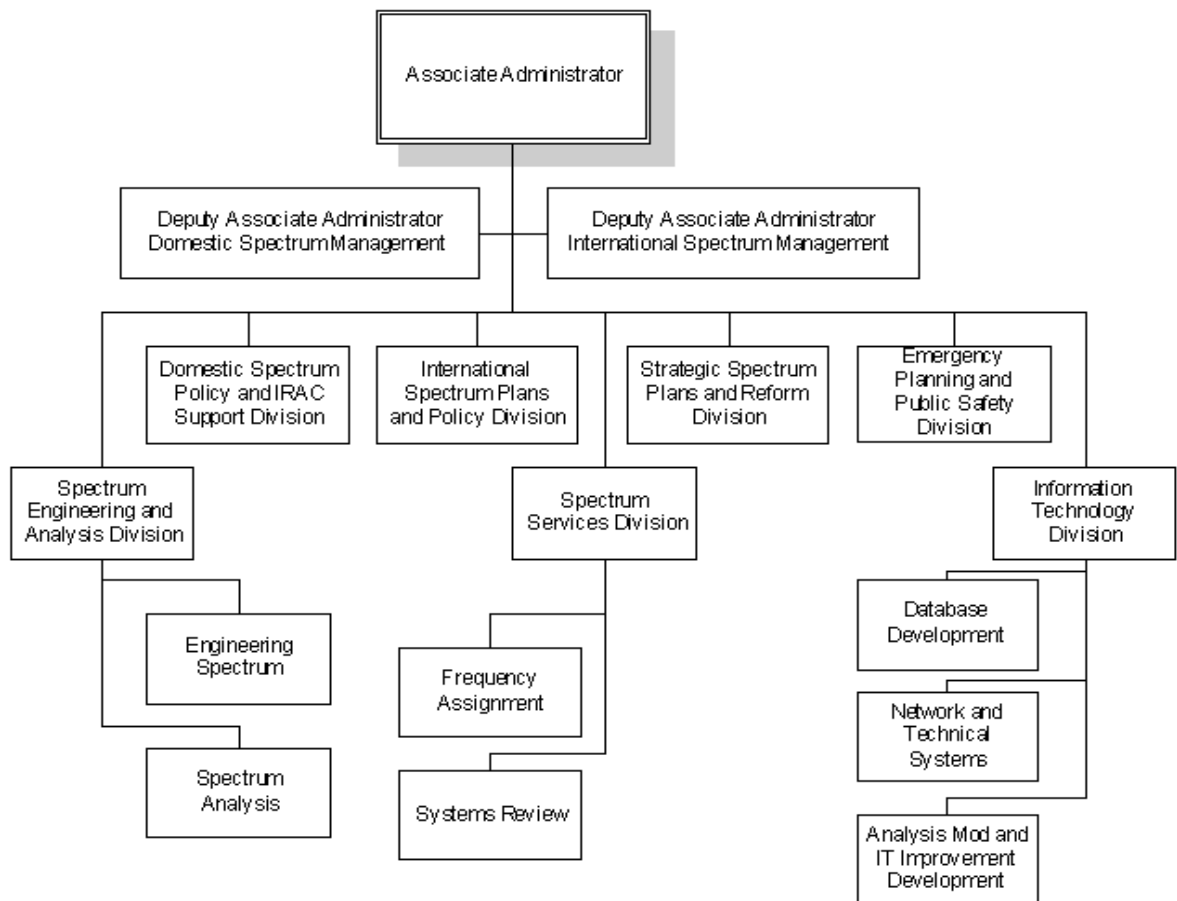 Associate Administrator
Deputy Associate Administrator
Domestic Spectrum Management
Deputy Associate Administrator
International Spectrum Management
Domestic Spectrum
Policy and IRAC
Support Division
International
Spectrum Plans
and Policy Division
Strategic Spectrum
Plans and Reform
Division
Emergency
Planning and
Public Safety
Division
Spectrum
Engineering and
Analysis Division
Spectrum
Services Division
Information
Technology
Division
Engineering
Spectrum
Spectrum
Analysis
Frequency
Assignment
Systems Review
Database
Development
Network and
Technical
Systems
Analysis Mod and
IT Improvement
Development